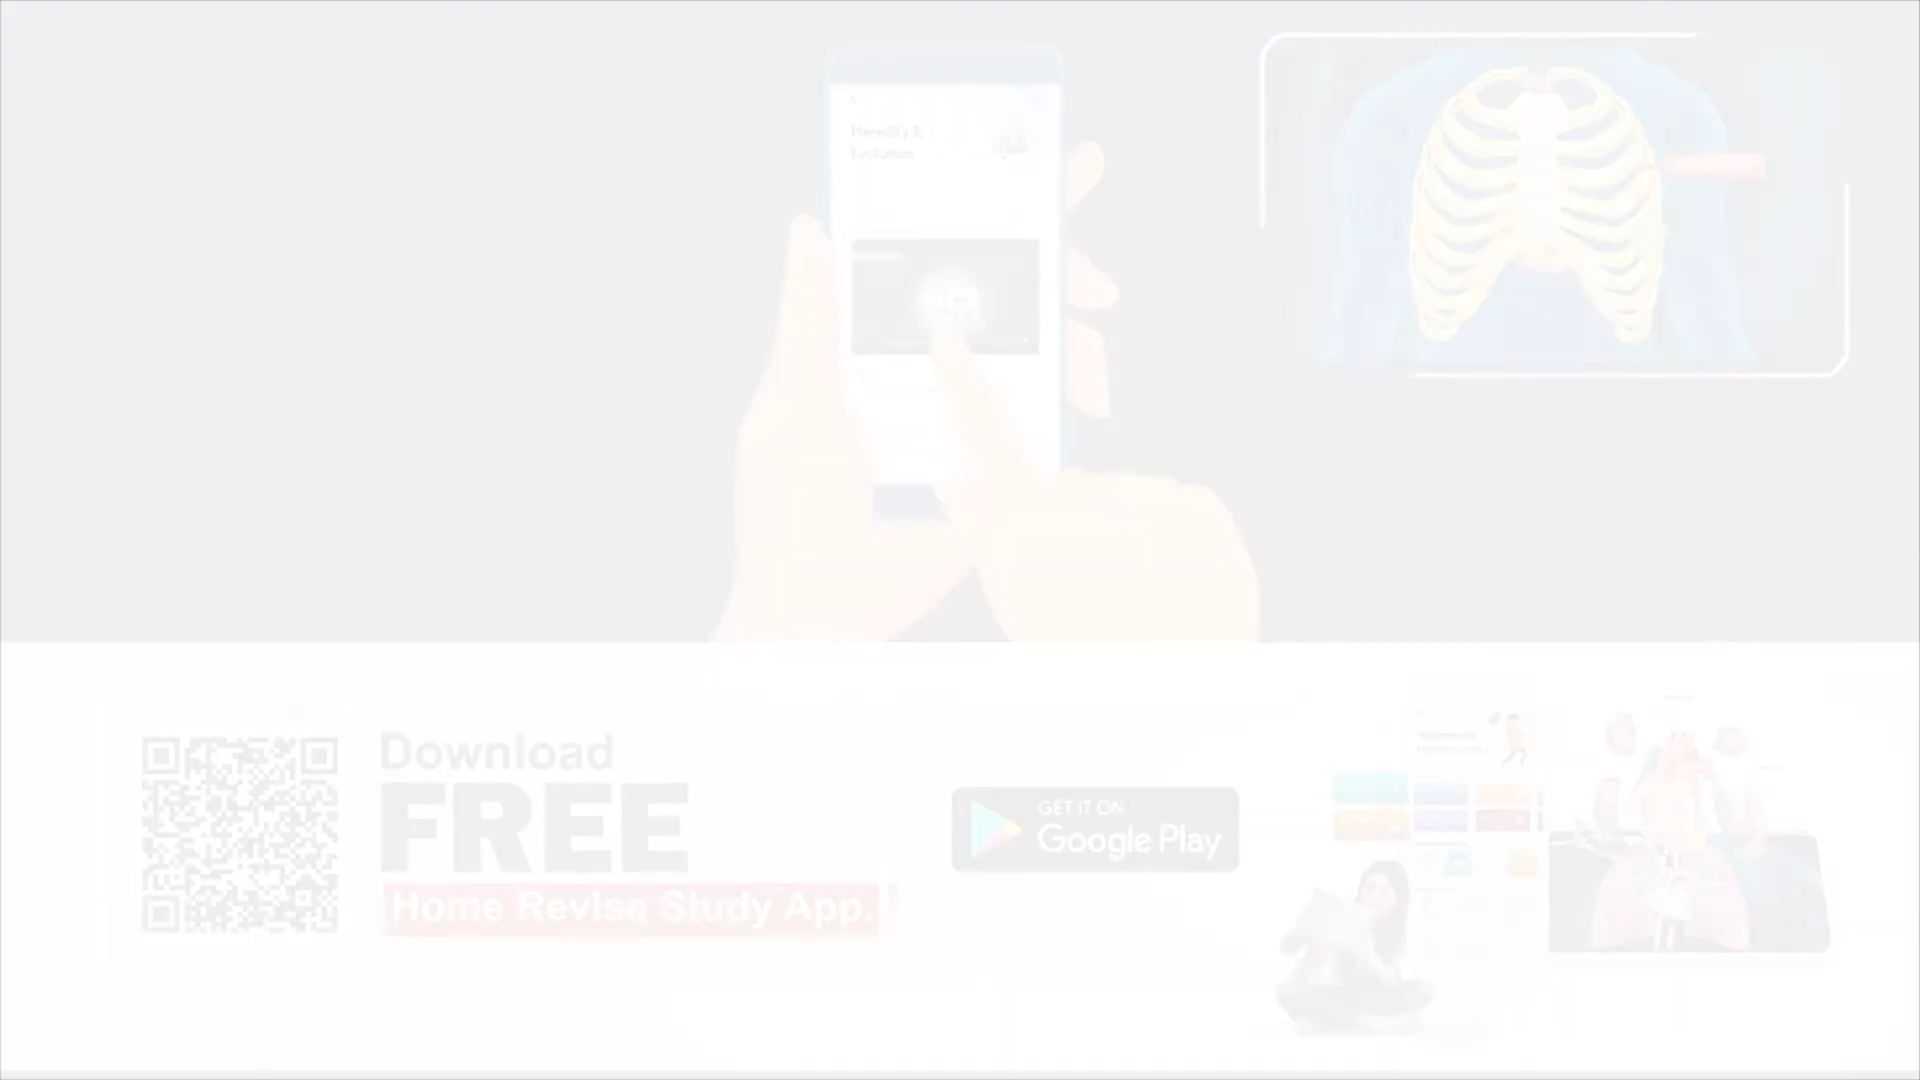 Heredity &
Evolution
Download
FREE
Home Revise Study App.
GET IT ON
Google Play